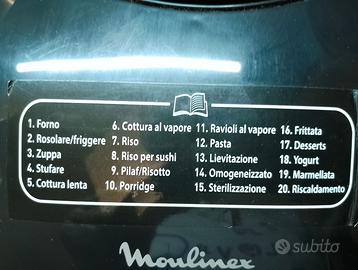 1. Forno
2. Rosolare/friggere
3. Zuppa
4. Stufare
5. Cottura lenta
6. Cottura al vapore
7. Riso
8. Riso per sushi
9. Pilaf/Risotto
10. Porridge
11. Ravioli al vapore
12. Pasta
13. Lievitazione
14. Omogeneizzato
15. Sterilizzazione
16. Frittata
17. Desserts
18. Yogurt
19. Marmellata
20. Riscaldamento
Moulinex
subito